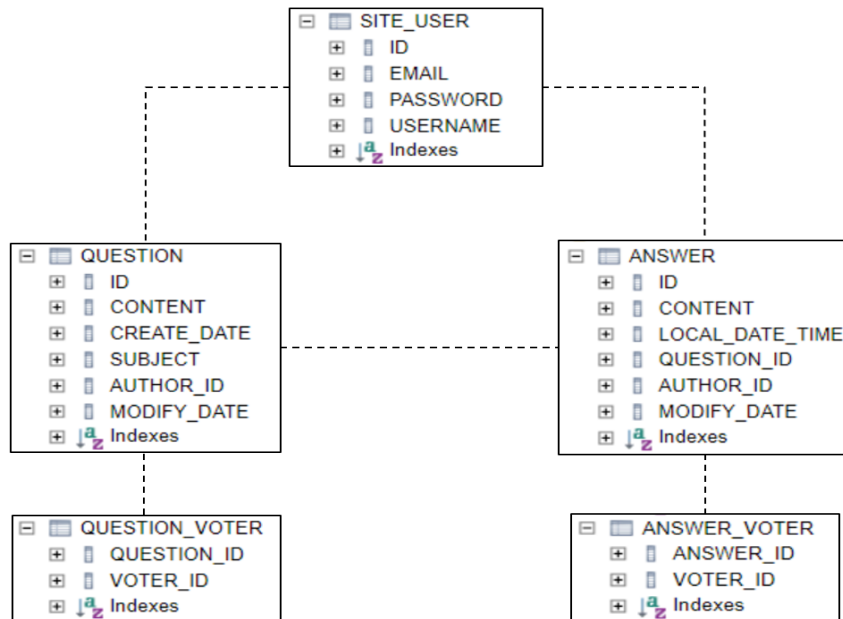 SITE_USER
ID
EMAIL
PASSWORD
USERNAME
Indexes
QUESTION
ID
CONTENT
CREATE_DATE
SUBJECT
AUTHOR_ID
MODIFY_DATE
Indexes
ANSWER
ID
CONTENT
LOCAL_DATE_TIME
QUESTION_ID
AUTHOR_ID
MODIFY_DATE
Indexes
QUESTION_VOTER
QUESTION_ID
VOTER_ID
Indexes
ANSWER_VOTER
ANSWER_ID
VOTER_ID
Indexes